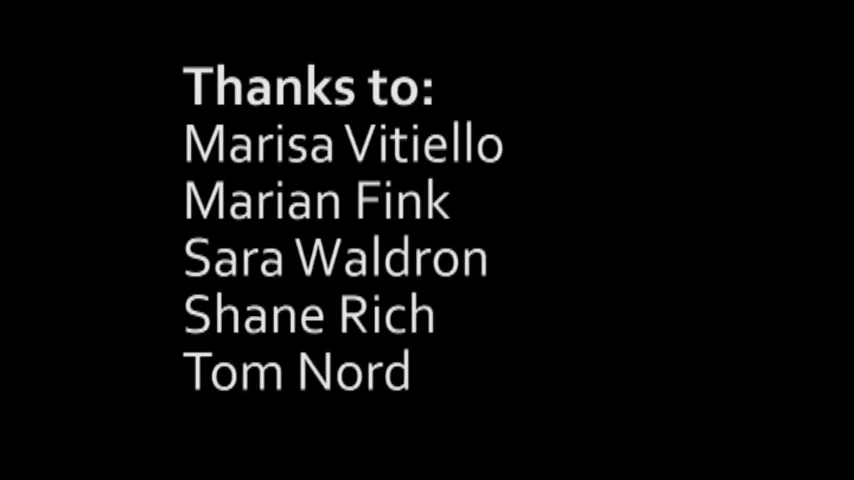 Thanks to:
Marisa Vitiello
Marian Fink
Sara Waldron
Shane Rich
Tom Nord